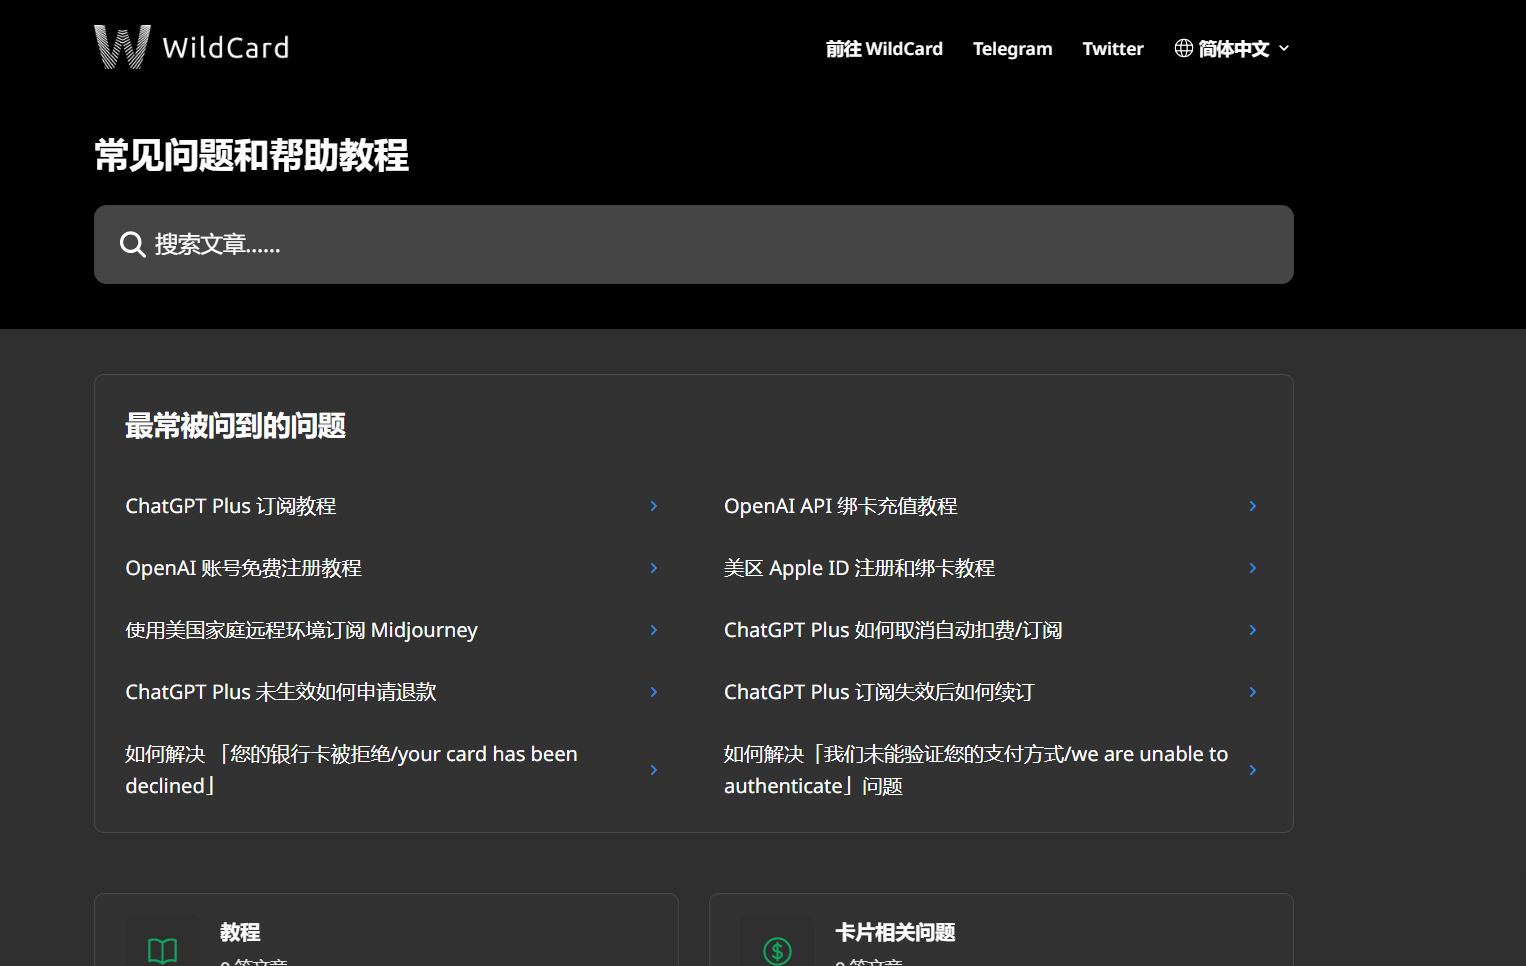 WildCard
前往 WildCard
Telegram
Twitter
简体中文
常见问题和帮助教程
搜索文章......
最常被问到的问题
ChatGPT Plus 订阅教程
OpenAI API 绑卡充值教程
OpenAI 账号免费注册教程
美区 Apple ID 注册和绑卡教程
使用美国家庭远程环境订阅 Midjourney
ChatGPT Plus 如何取消自动扣费/订阅
ChatGPT Plus 未生效如何申请退款
ChatGPT Plus 订阅失效后如何续订
如何解决 「您的银行卡被拒绝/your card has been
declined」
如何解决「我们未能验证您的支付方式/we are unable to
authenticate」问题
教程
卡片相关问题